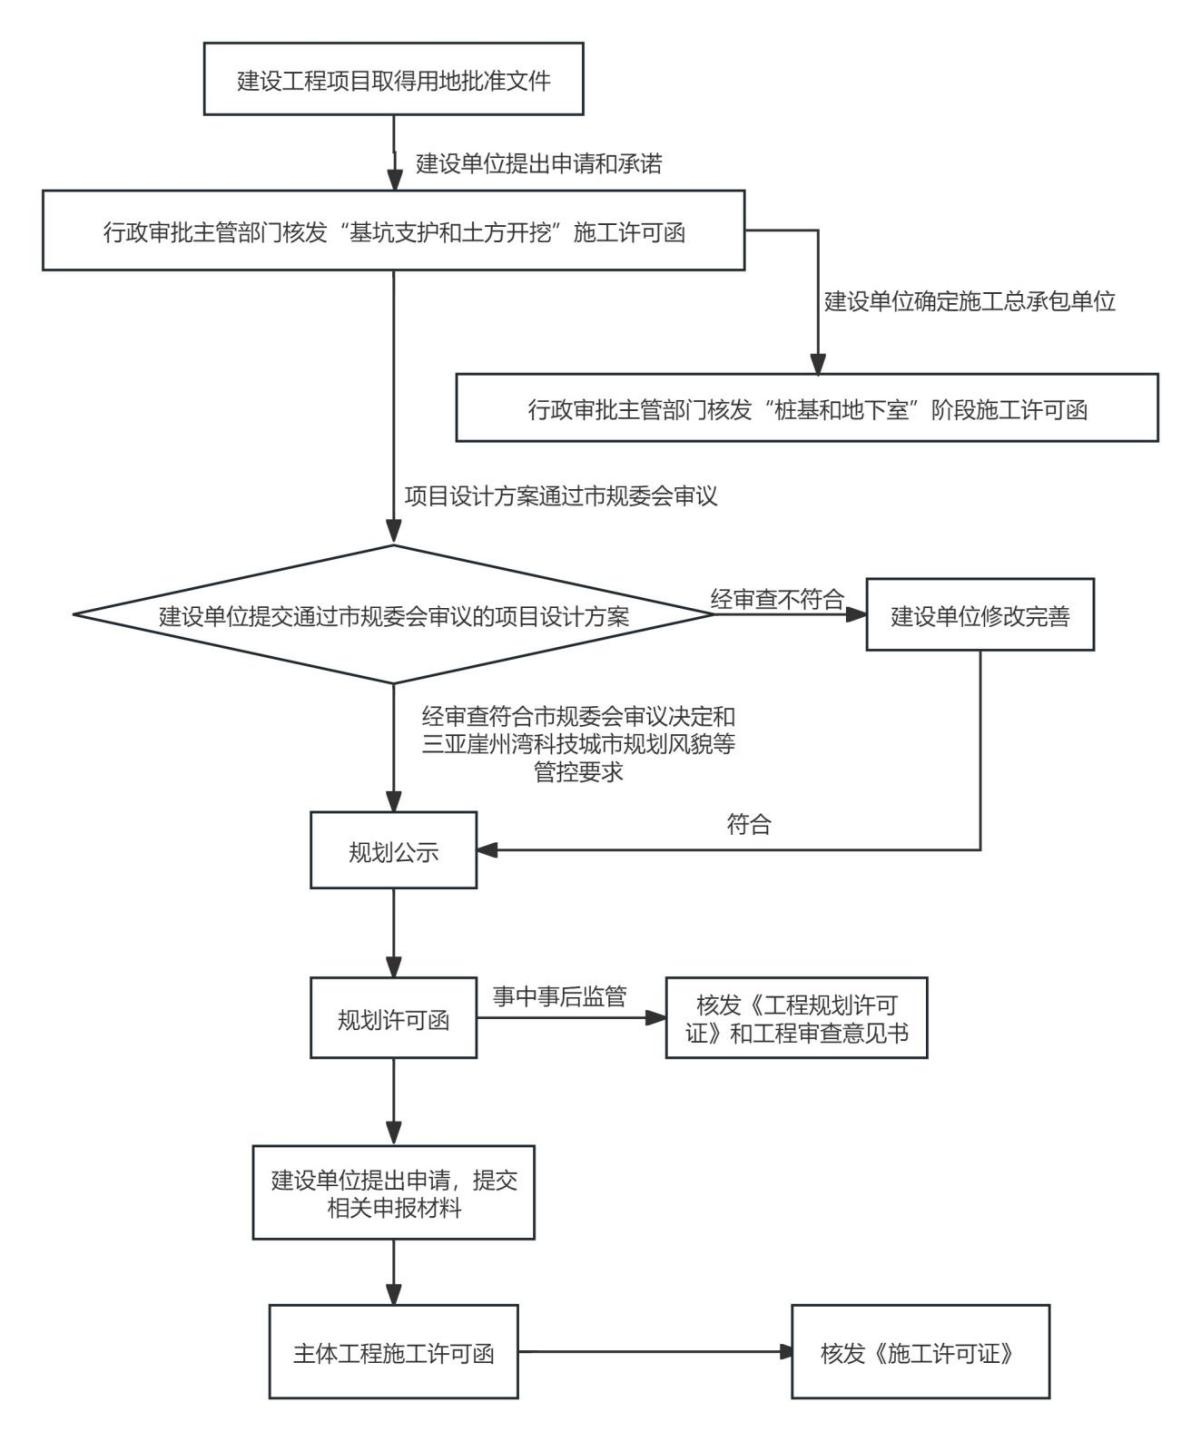 建设工程项目取得用地批准文件
建设单位提出申请和承诺
行政审批主管部门核发“基坑支护和土方开挖”施工许可函
建设单位确定施工总承包单位
行政审批主管部门核发“桩基和地下室”阶段施工许可函
项目设计方案通过市规委会审议
建设单位提交通过市规委会审议的项目设计方案
经审查不符合
建设单位修改完善
经审查符合市规委会审议决定和
三亚崖州湾科技城市规划风貌等
管控要求
符合
规划公示
规划许可函
事中事后监管
核发《工程规划许可
证》和工程审查意见书
建设单位提出申请，提交
相关申报材料
主体工程施工许可函
核发《施工许可证》